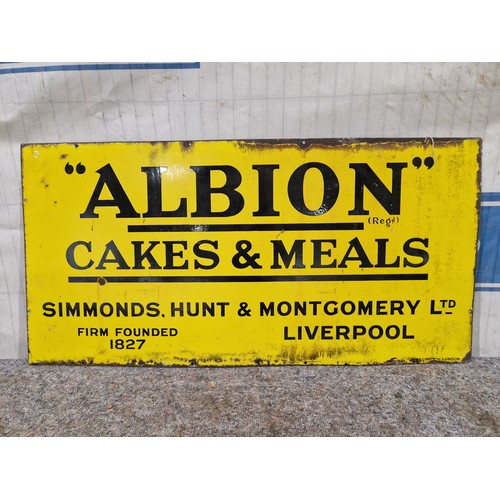 "ALBION"
(Regd)
CAKES & MEALS
SIMMONDS, HUNT & MONTGOMERY LTD
FIRM FOUNDED LIVERPOOL
1827